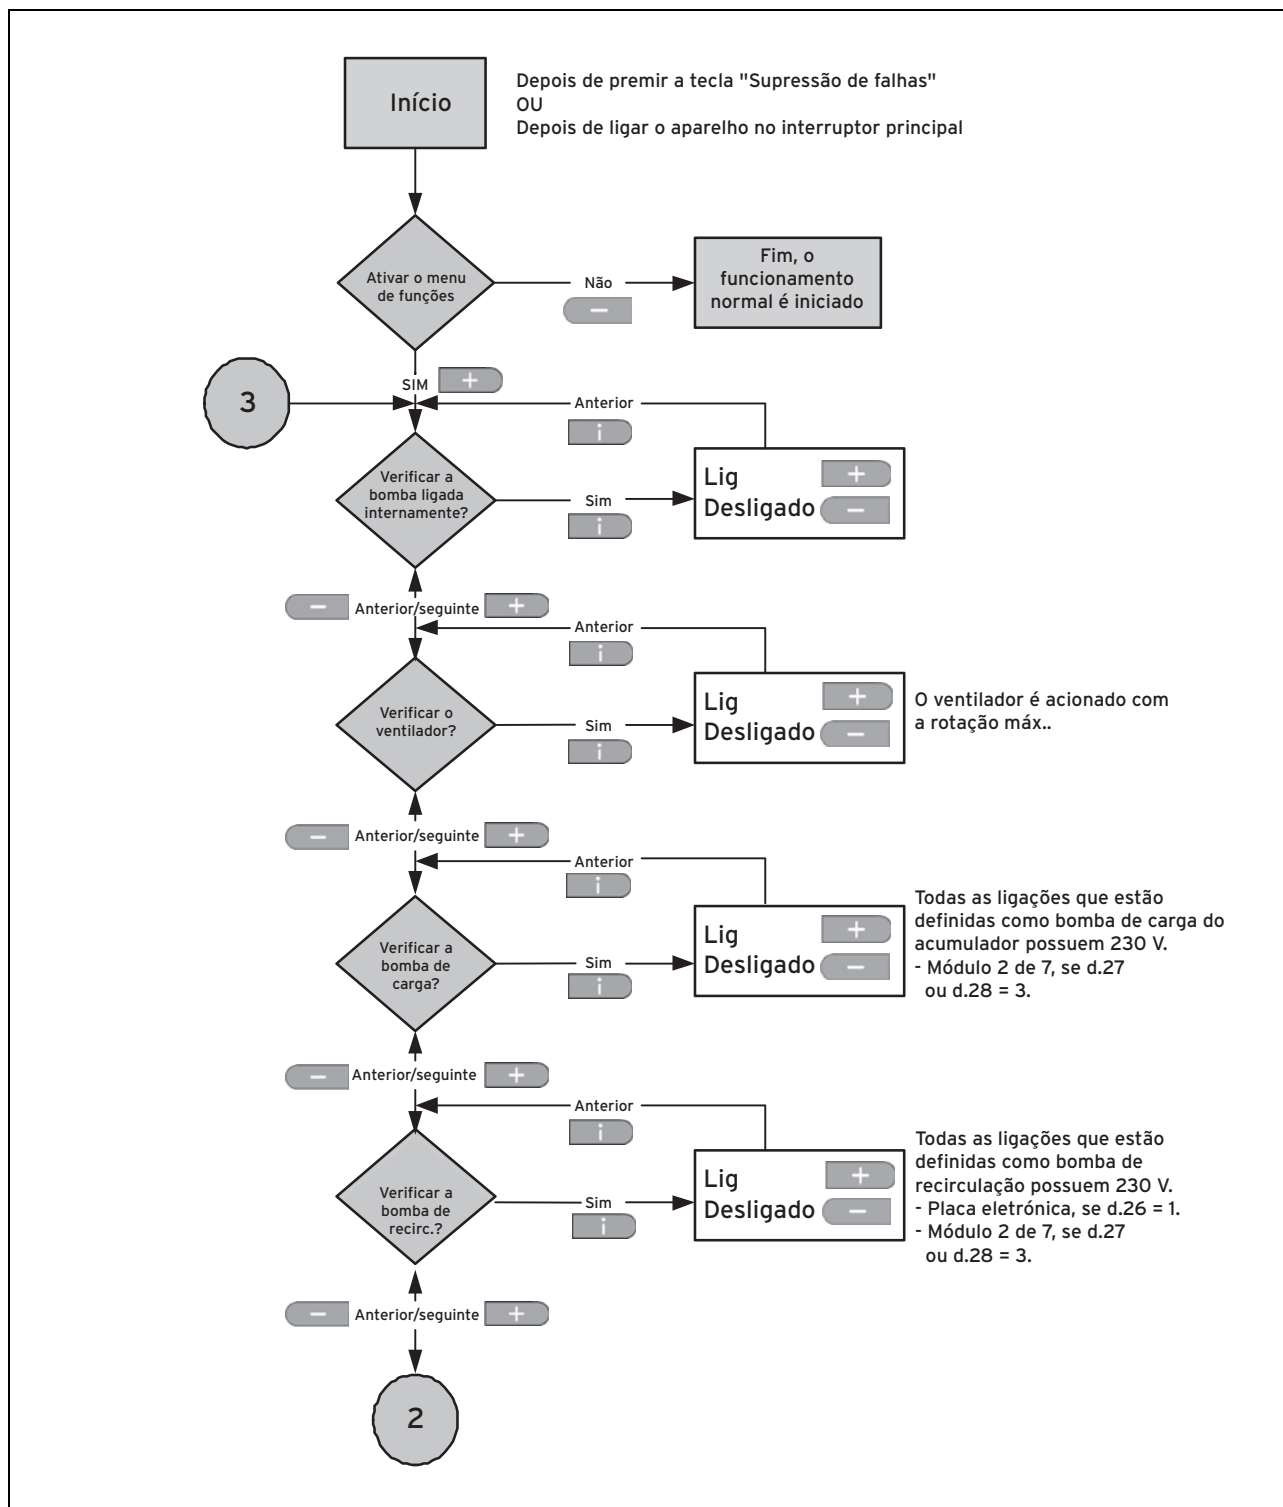 Início
Depois de premir a tecla "Supressão de falhas"
OU
Depois de ligar o aparelho no interruptor principal
Ativar o menu
de funções
Não
−
Fim, o
funcionamento
normal é iniciado
SIM +
3
Anterior
i
Verificar a
bomba ligada
internamente?
Sim
i
Lig +
Desligado −
− Anterior/seguinte +
Anterior
i
Verificar o
ventilador?
Sim
i
Lig +
Desligado −
O ventilador é acionado com
a rotação máx..
− Anterior/seguinte +
Anterior
i
Verificar a
bomba de
carga?
Sim
i
Lig +
Desligado −
Todas as ligações que estão
definidas como bomba de carga do
acumulador possuem 230 V.
- Módulo 2 de 7, se d.27
ou d.28 = 3.
− Anterior/seguinte +
Anterior
i
Verificar a
bomba de
recirc.?
Sim
i
Lig +
Desligado −
Todas as ligações que estão
definidas como bomba de
recirculação possuem 230 V.
- Placa eletrónica, se d.26 = 1.
- Módulo 2 de 7, se d.27
ou d.28 = 3.
− Anterior/seguinte +
2